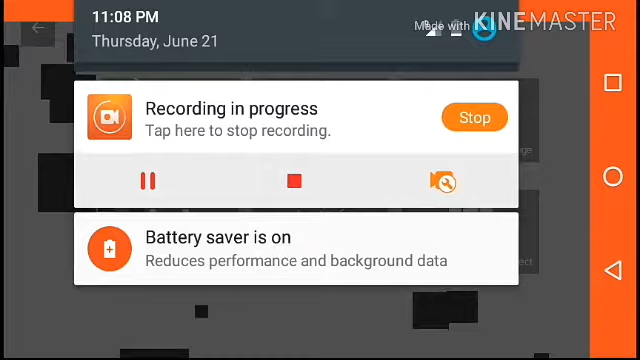 11:08 PM
Made with KINEMASTER
Thursday, June 21
Recording in progress
Tap here to stop recording.
Stop
Battery saver is on
Reduces performance and background data